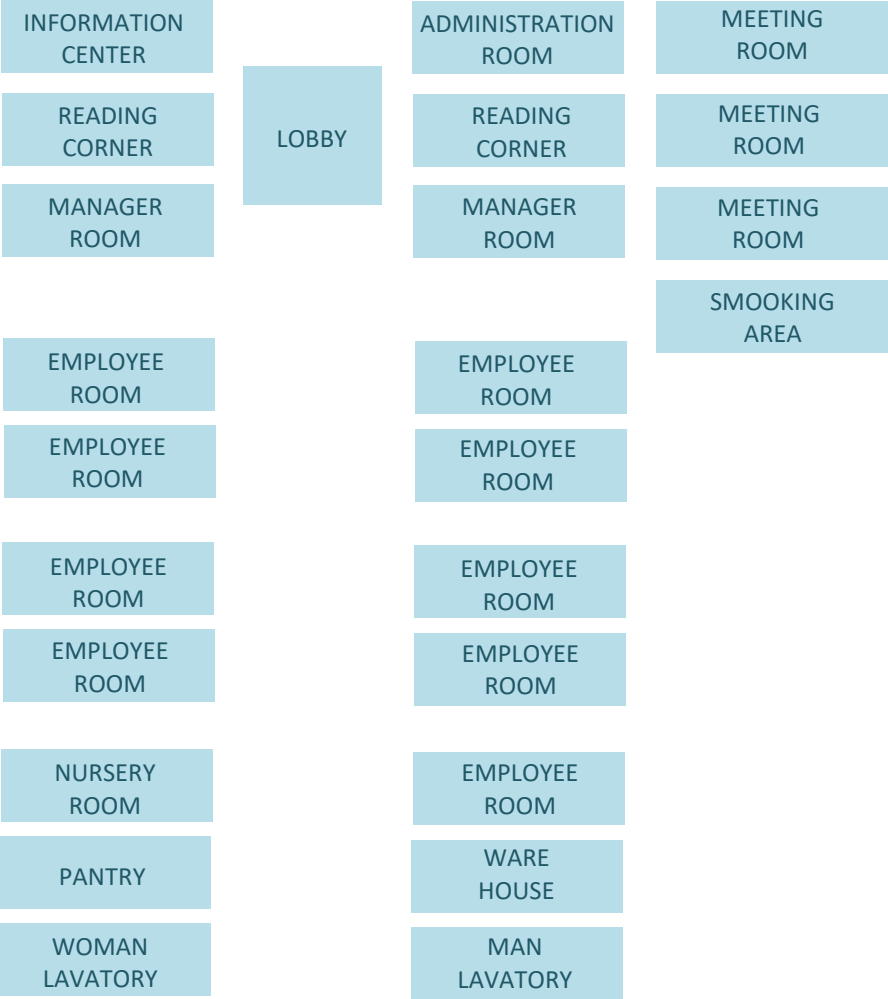 INFORMATION
CENTER
ADMINISTRATION
ROOM
MEETING
ROOM
LOBBY
READING
CORNER
READING
CORNER
MEETING
ROOM
MANAGER
ROOM
MANAGER
ROOM
MEETING
ROOM
SMOOKING
AREA
EMPLOYEE
ROOM
EMPLOYEE
ROOM
EMPLOYEE
ROOM
EMPLOYEE
ROOM
EMPLOYEE
ROOM
EMPLOYEE
ROOM
EMPLOYEE
ROOM
EMPLOYEE
ROOM
NURSERY
ROOM
EMPLOYEE
ROOM
PANTRY
WARE
HOUSE
WOMAN
LAVATORY
MAN
LAVATORY